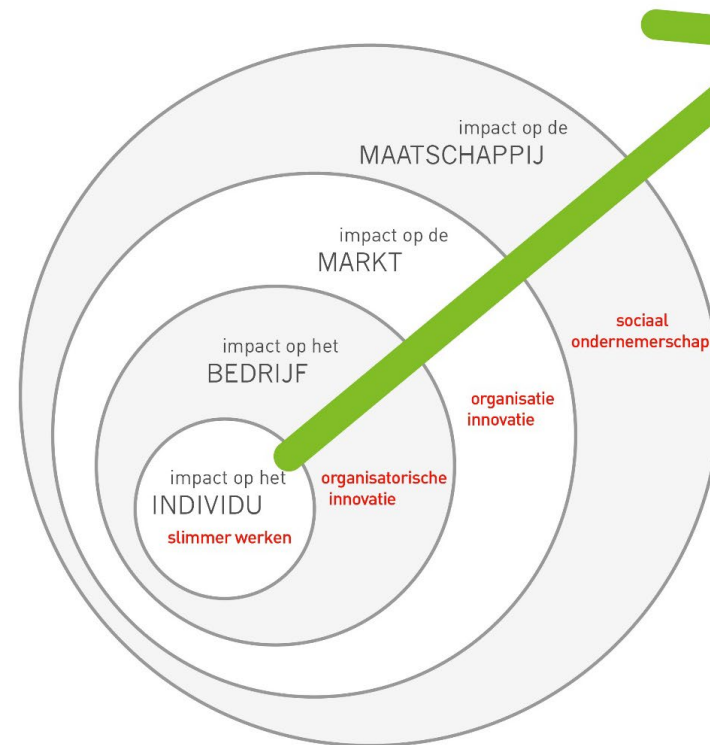 impact op de
MAATSCHAPPIJ
impact op de
MARKT
sociaal
ondernemerschap
impact op het
BEDRIJF
organisatie
innovatie
impact op het
INDIVIDU
slimmer werken
organisatorische
innovatie